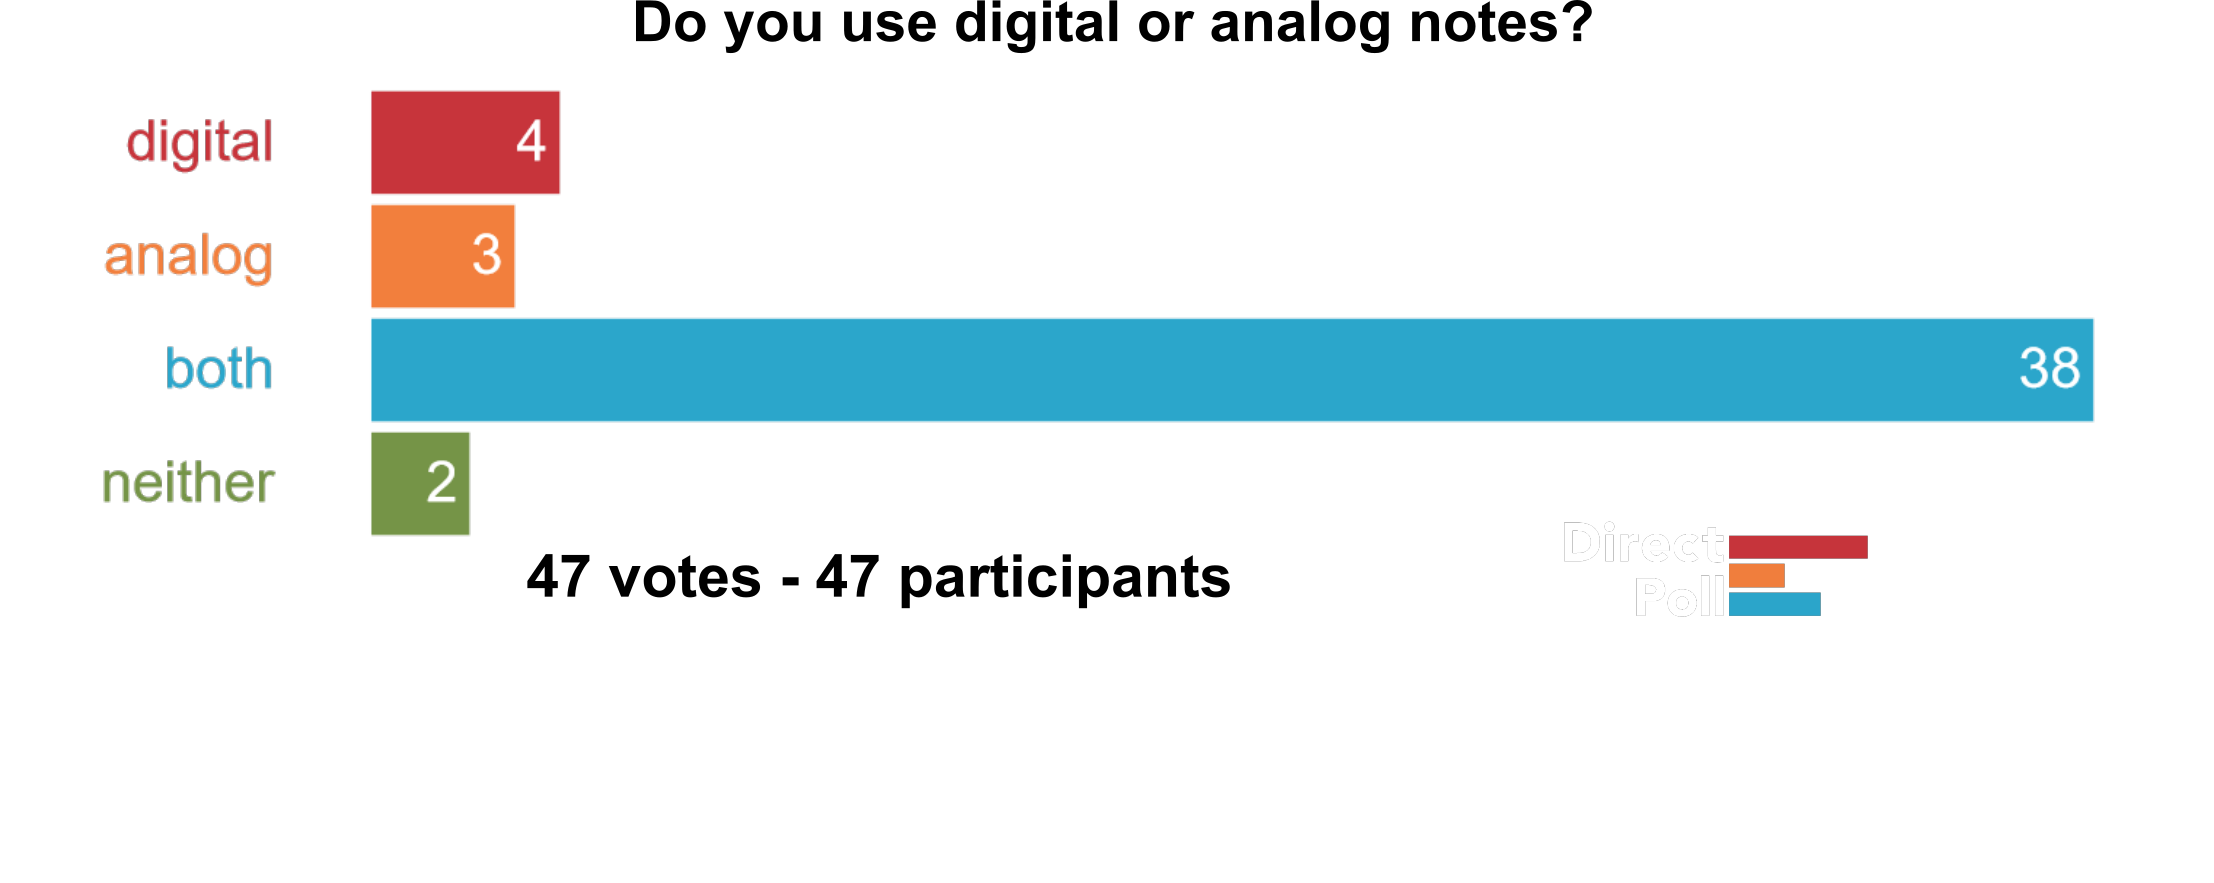 Do you use digital or analog notes?
digital 4
analog 3
both 38
neither 2
47 votes - 47 participants
Direct
Poll